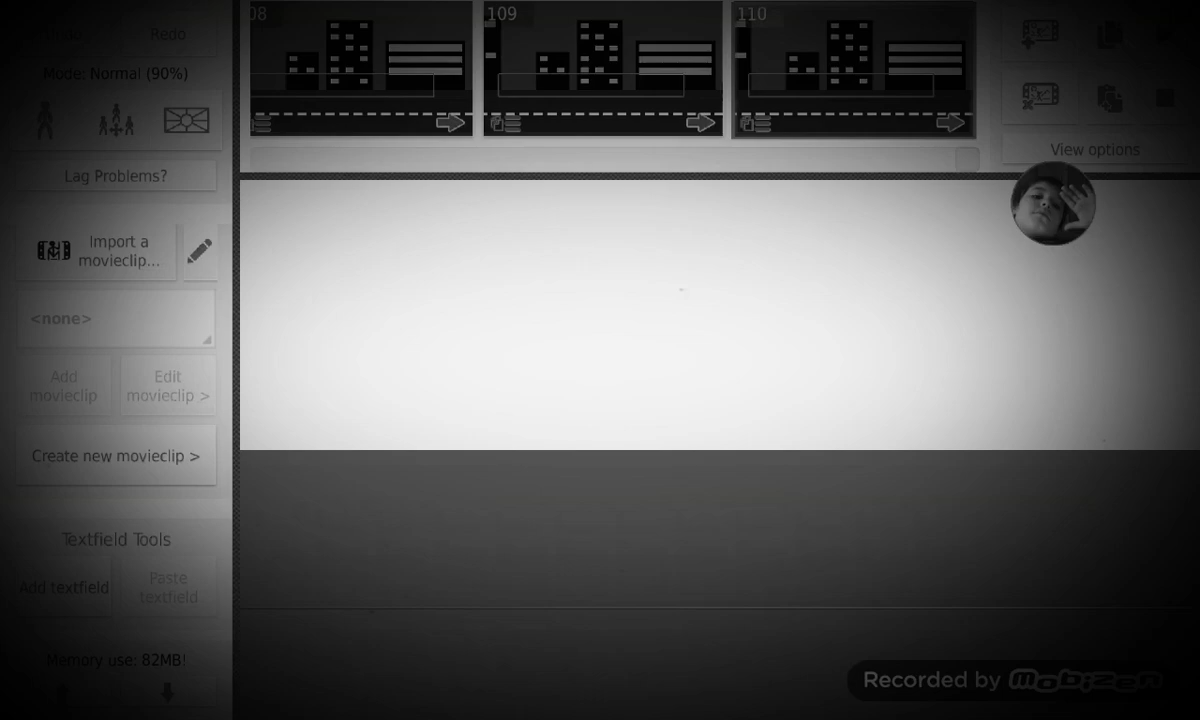 Redo
Mode: Normal (90%)
Lag Problems?
Import a
movieclip...
<none>
Add
movieclip
Edit
movieclip >
Create new movieclip >
Textfield Tools
Add textfield
Paste
textfield
Memory use: 82MB!
08
109
110
View options
Recorded by mobizen